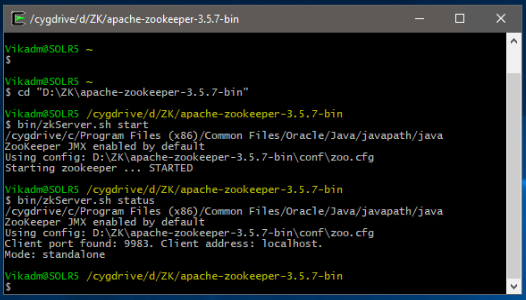 /cygdrive/d/ZK/apache-zookeeper-3.5.7-bin
Vikadm@SOLR5 ~
$
Vikadm@SOLR5 ~
$ cd "D:\ZK\apache-zookeeper-3.5.7-bin"
Vikadm@SOLR5 /cygdrive/d/ZK/apache-zookeeper-3.5.7-bin
$ bin/zkServer.sh start
/cygdrive/c/Program Files (x86)/Common Files/Oracle/Java/javapath/java
ZooKeeper JMX enabled by default
Using config: D:\ZK\apache-zookeeper-3.5.7-bin\conf\zoo.cfg
Starting zookeeper ... STARTED
Vikadm@SOLR5 /cygdrive/d/ZK/apache-zookeeper-3.5.7-bin
$ bin/zkServer.sh status
/cygdrive/c/Program Files (x86)/Common Files/Oracle/Java/javapath/java
ZooKeeper JMX enabled by default
Using config: D:\ZK\apache-zookeeper-3.5.7-bin\conf\zoo.cfg
Client port found: 9983. Client address: localhost.
Mode: standalone
Vikadm@SOLR5 /cygdrive/d/ZK/apache-zookeeper-3.5.7-bin
$